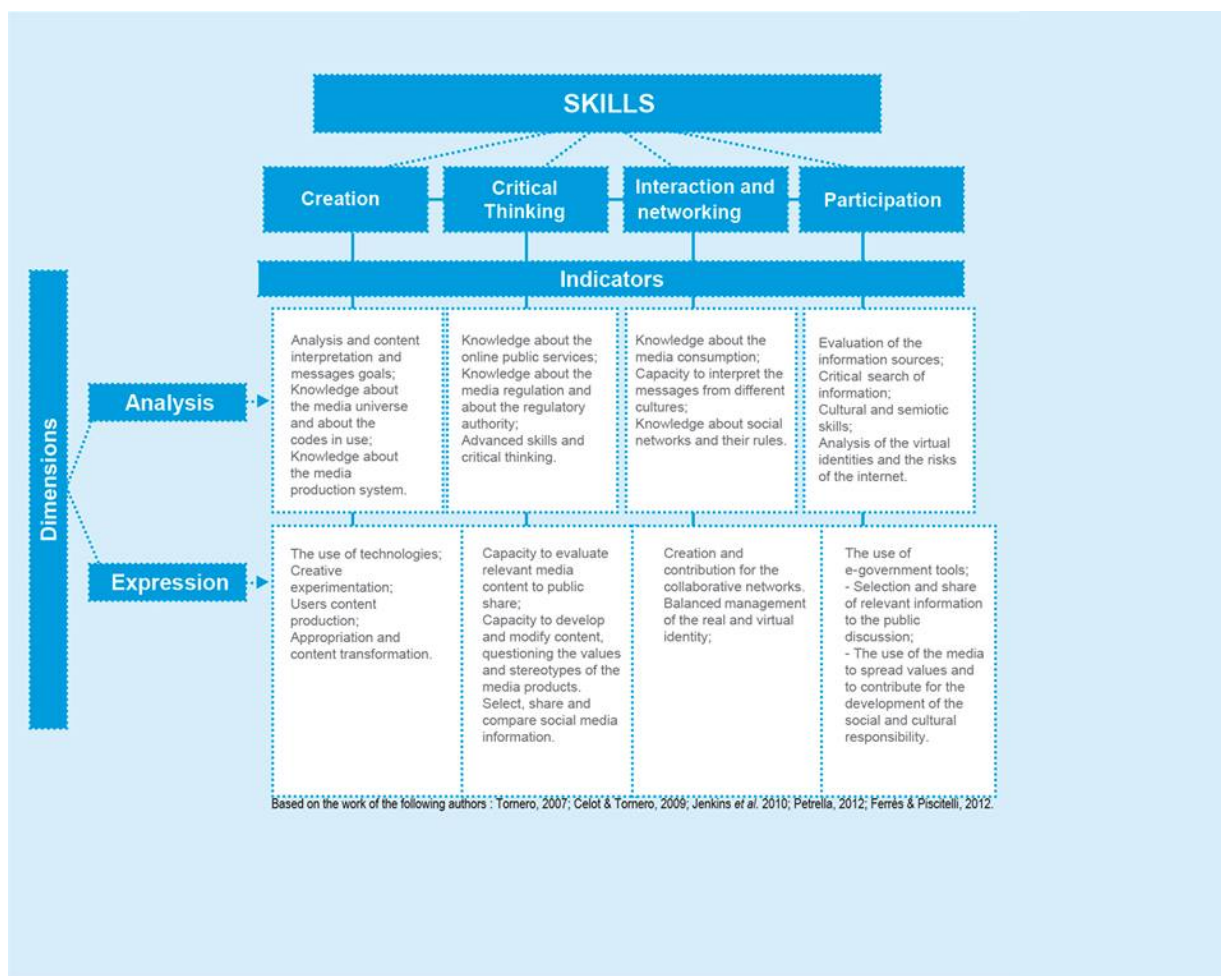 SKILLS
Creation
Critical
Thinking
Interaction and
networking
Participation
Indicators
Dimensions
Analysis
Analysis and content
interpretation and
messages goals;
Knowledge about
the media universe
and about the
codes in use;
Knowledge about
the media
production system.
Knowledge about the
online public services;
Knowledge about the
media regulation and
about the regulatory
authority;
Advanced skills and
critical thinking.
Knowledge about the
media consumption;
Capacity to interpret the
messages from different
cultures;
Knowledge about social
networks and their rules.
Evaluation of the
information sources;
Critical search of
information;
Cultural and semiotic
skills;
Analysis of the virtual
identities and the risks
of the internet.
Expression
The use of technologies;
Creative
experimentation;
Users content
production;
Appropriation and
content transformation.
Capacity to evaluate
relevant media
content to public
share;
Capacity to develop
and modify content,
questioning the values
and stereotypes of the
media products.
Select, share and
compare social media
information.
Creation and
contribution for the
collaborative networks.
Balanced management
of the real and virtual
identity;
The use of
e-government tools;
- Selection and share
of relevant information
to the public
discussion;
- The use of the media
to spread values and
to contribute for the
development of the
social and cultural
responsibility.
Based on the work of the following authors : Tornero, 2007; Celot & Tornero, 2009; Jenkins et al. 2010; Petrella, 2012; Ferrés & Piscitelli, 2012.